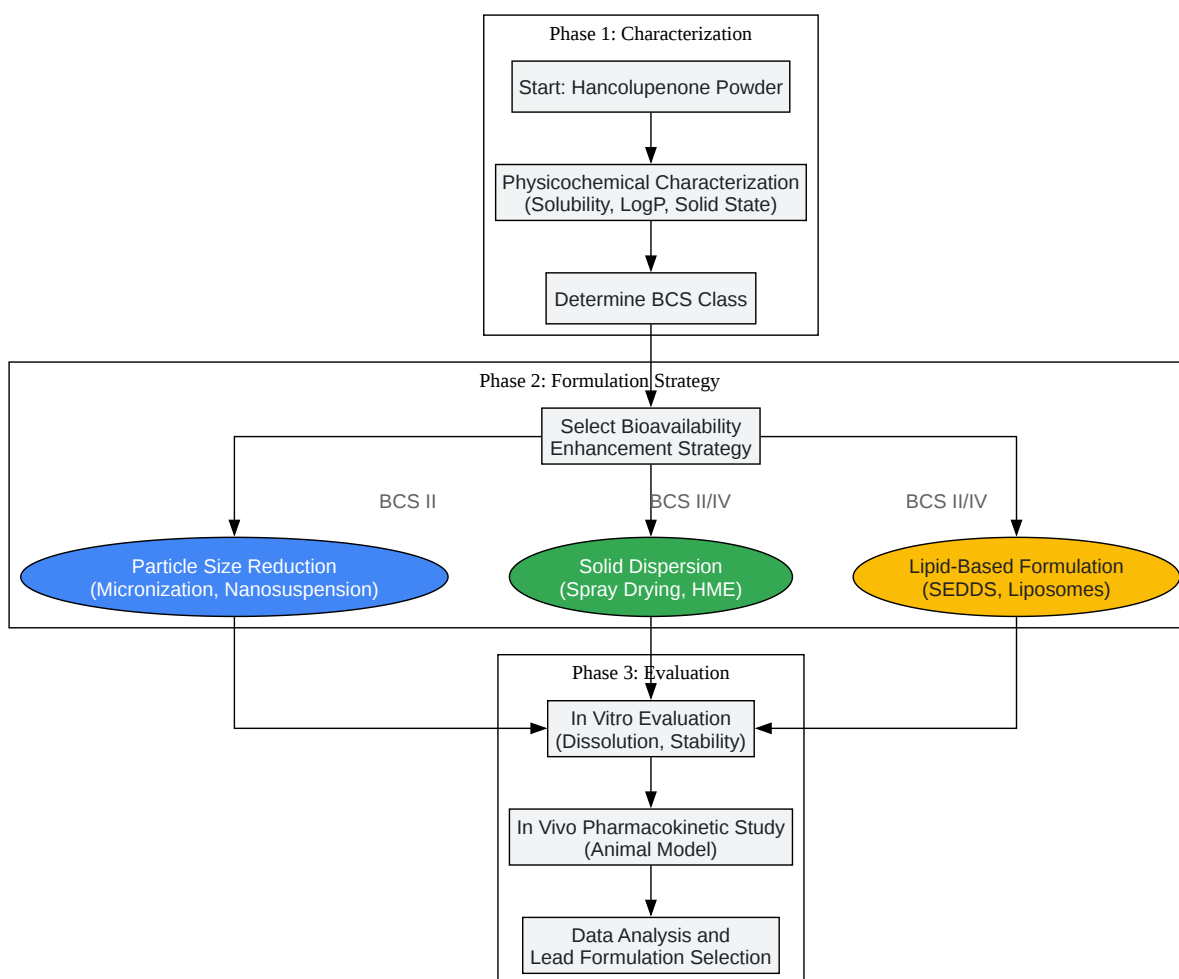 Phase 1: Characterization
Start: Hancolupenone Powder
Physicochemical Characterization
(Solubility, LogP, Solid State)
Determine BCS Class
Phase 2: Formulation Strategy
Select Bioavailability
Enhancement Strategy
BCS II
BCS II/IV
BCS II/IV
Particle Size Reduction
(Micronization, Nanosuspension)
Solid Dispersion
(Spray Drying, HME)
Lipid-Based Formulation
(SEDDS, Liposomes)
Phase 3: Evaluation
In Vitro Evaluation
(Dissolution, Stability)
In Vivo Pharmacokinetic Study
(Animal Model)
Data Analysis and
Lead Formulation Selection